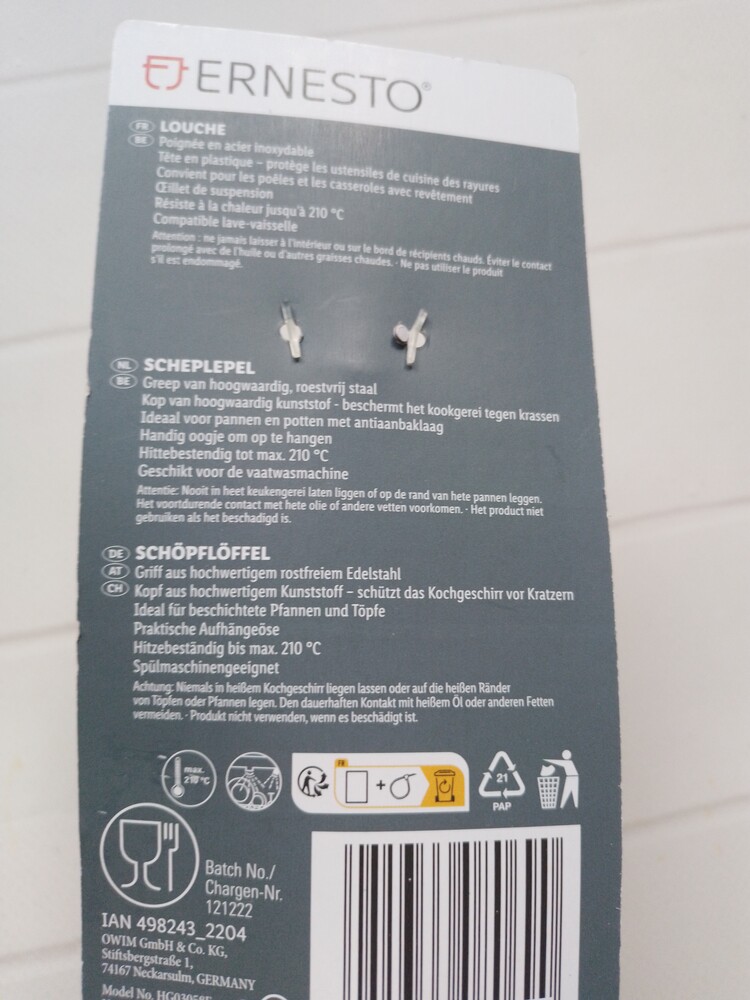 ERNESTO®
FR LOUCHE
BE Poignée en acier inoxydable
Tête en plastique – protège les ustensiles de cuisine des rayures
Convient pour les poêles et les casseroles avec revêtement
Œillet de suspension
Résiste à la chaleur jusqu'à 210 °C
Compatible lave-vaisselle
Attention : ne jamais laisser à l'intérieur ou sur le bord de récipients chauds. Éviter le contact
prolongé avec de l'huile ou d'autres graisses chaudes. · Ne pas utiliser le produit
s'il est endommagé.
NL SCHEPLEPEL
BE Greep van hoogwaardig, roestvrij staal
Kop van hoogwaardig kunststof - beschermt het kookgerei tegen krassen
Ideaal voor pannen en potten met antiaanbaklaag
Handig oogje om op te hangen
Hittebestendig tot max. 210 °C
Geschikt voor de vaatwasmachine
Attentie: Nooit in heet keukengerei laten liggen of op de rand van hete pannen leggen.
Het voortdurende contact met hete olie of andere vetten voorkomen. · Het product niet
gebruiken als het beschadigd is.
DE SCHÖPFLÖFFEL
AT Griff aus hochwertigem rostfreiem Edelstahl
CH Kopf aus hochwertigem Kunststoff – schützt das Kochgeschirr vor Kratzern
Ideal für beschichtete Pfannen und Töpfe
Praktische Aufhängeöse
Hitzebeständig bis max. 210 °C
Spülmaschinengeeignet
Achtung: Niemals in heißem Kochgeschirr liegen lassen oder auf die heißen Ränder
von Töpfen oder Pfannen legen. Den dauerhaften Kontakt mit heißem Öl oder anderen Fetten
vermeiden. · Produkt nicht verwenden, wenn es beschädigt ist.
max.
210 °C
FR
+
21
PAP
Batch No./
Chargen-Nr.
121222
IAN 498243_2204
OWIM GmbH & Co. KG,
Stiftsbergstraße 1,
74167 Neckarsulm, GERMANY
Model No.